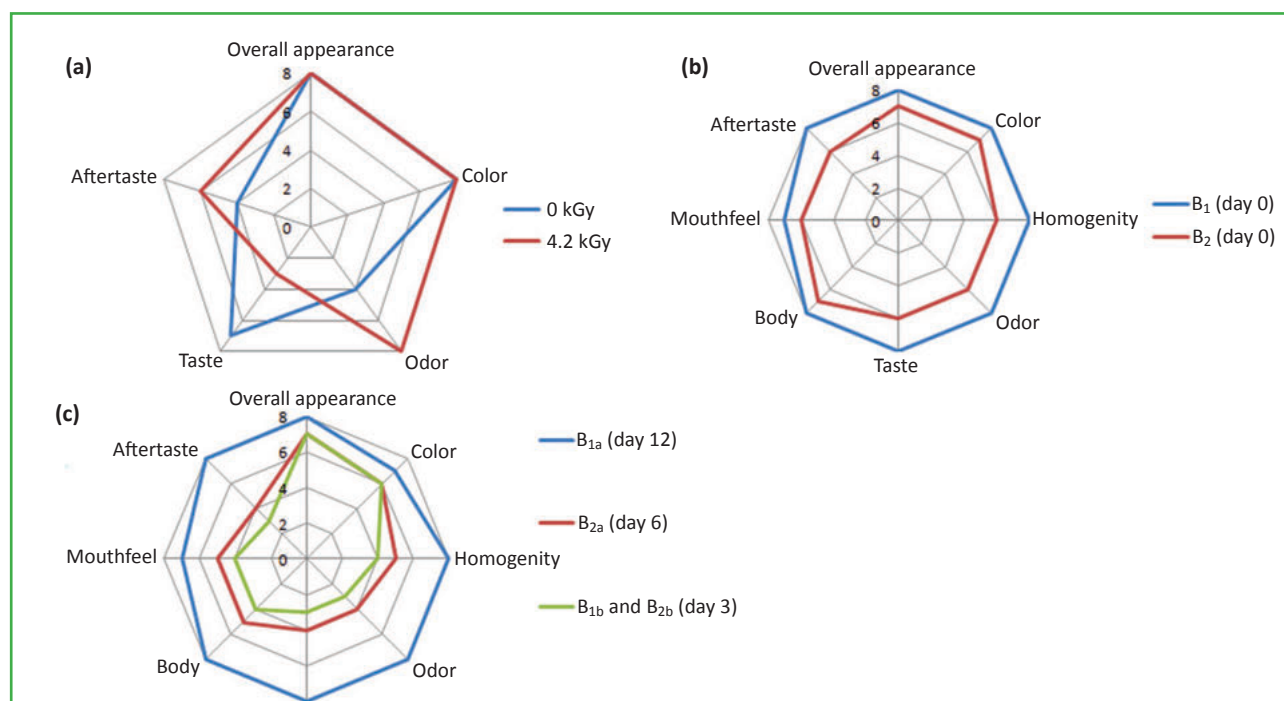 (a)
Overall appearance
8
6
4
2
0
Aftertaste
Color
Taste
Odor
0 kGy
4.2 kGy
(b)
Overall appearance
8
6
4
2
0
Aftertaste
Color
Mouthfeel
Homogenity
Body
Odor
Taste
B₁ (day 0)
B₂ (day 0)
(c)
Overall appearance
8
6
4
2
0
Aftertaste
Color
Mouthfeel
Homogenity
Body
Odor
B₁ₐ (day 12)
B₂ₐ (day 6)
B1b and B2b (day 3)